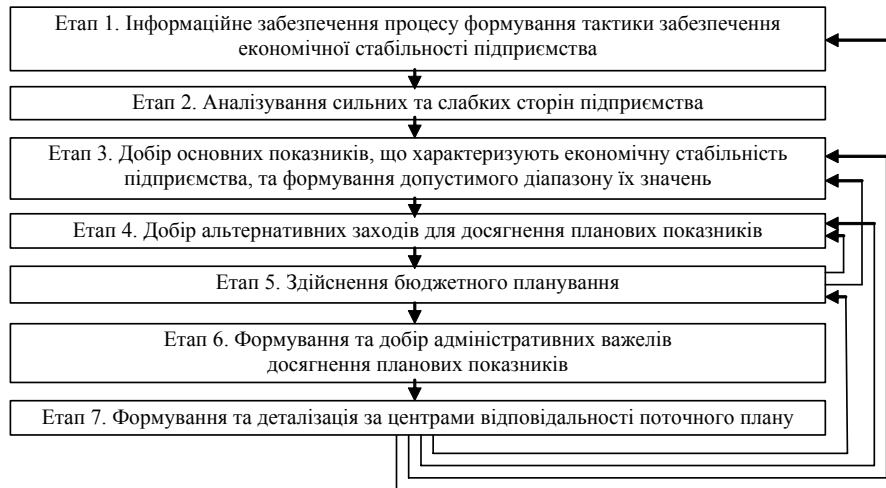 Етап 1. Інформаційне забезпечення процесу формування тактики забезпечення
економічної стабільності підприємства
Етап 2. Аналізування сильних та слабких сторін підприємства
Етап 3. Добір основних показників, що характеризують економічну стабільність
підприємства, та формування допустимого діапазону їх значень
Етап 4. Добір альтернативних заходів для досягнення планових показників
Етап 5. Здійснення бюджетного планування
Етап 6. Формування та добір адміністративних важелів
досягнення планових показників
Етап 7. Формування та деталізація за центрами відповідальності поточного плану